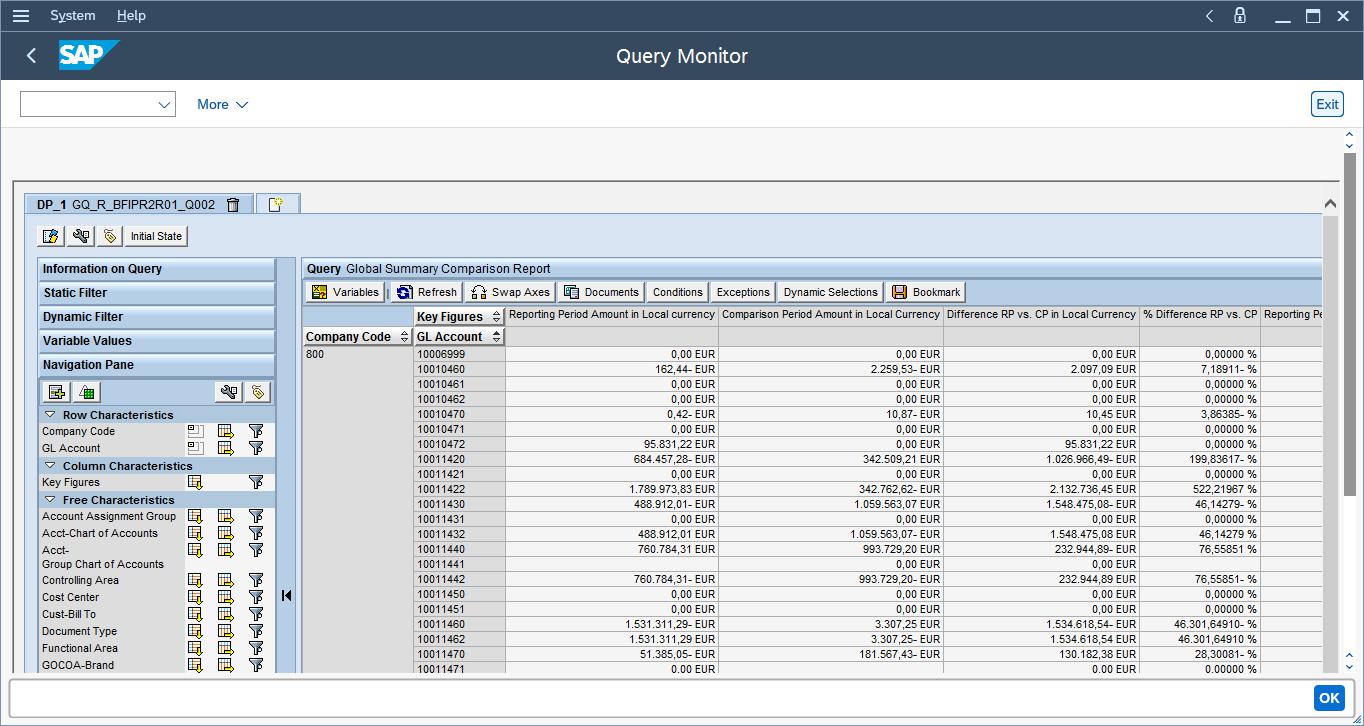 System Help
SAP Query Monitor
More Exit
DP_1 GQ_R_BFIPR2R01_Q002
Initial State
Information on Query
Static Filter
Dynamic Filter
Variable Values
Navigation Pane
Row Characteristics
Company Code
GL Account
Column Characteristics
Key Figures
Free Characteristics
Account Assignment Group
Acct-Chart of Accounts
Acct-
Group Chart of Accounts
Controlling Area
Cost Center
Cust-Bill To
Document Type
Functional Area
GOCOA-Brand
Query Global Summary Comparison Report
Variables Refresh Swap Axes Documents Conditions Exceptions Dynamic Selections Bookmark
Key Figures Reporting Period Amount in Local currency Comparison Period Amount in Local Currency Difference RP vs. CP in Local Currency % Difference RP vs. CP Reporting Pe
Company Code GL Account
800 10006999 0,00 EUR 0,00 EUR 0,00 EUR 0,00000 %
10010460 162,44- EUR 2.259,53- EUR 2.097,09 EUR 7,18911- %
10010461 0,00 EUR 0,00 EUR 0,00 EUR 0,00000 %
10010462 0,00 EUR 0,00 EUR 0,00 EUR 0,00000 %
10010470 0,42- EUR 10,87- EUR 10,45 EUR 3,86385- %
10010471 0,00 EUR 0,00 EUR 0,00 EUR 0,00000 %
10010472 95.831,22 EUR 0,00 EUR 95.831,22 EUR 0,00000 %
10011420 684.457,28- EUR 342.509,21 EUR 1.026.966,49- EUR 199,83617- %
10011421 0,00 EUR 0,00 EUR 0,00 EUR 0,00000 %
10011422 1.789.973,83 EUR 342.762,62- EUR 2.132.736,45 EUR 522,21967 %
10011430 488.912,01- EUR 1.059.563,07 EUR 1.548.475,08- EUR 46,14279- %
10011431 0,00 EUR 0,00 EUR 0,00 EUR 0,00000 %
10011432 488.912,01 EUR 1.059.563,07- EUR 1.548.475,08 EUR 46,14279 %
10011440 760.784,31 EUR 993.729,20 EUR 232.944,89- EUR 76,55851 %
10011441 0,00 EUR 0,00 EUR
10011442 760.784,31- EUR 993.729,20- EUR 232.944,89 EUR 76,55851- %
10011450 0,00 EUR 0,00 EUR 0,00 EUR 0,00000 %
10011451 0,00 EUR 0,00 EUR 0,00 EUR 0,00000 %
10011460 1.531.311,29- EUR 3.307,25 EUR 1.534.618,54- EUR 46.301,64910- %
10011462 1.531.311,29 EUR 3.307,25- EUR 1.534.618,54 EUR 46.301,64910 %
10011470 51.385,05- EUR 181.567,43- EUR 130.182,38 EUR 28,30081- %
10011471 0,00 EUR 0,00 EUR 0,00000 %
OK